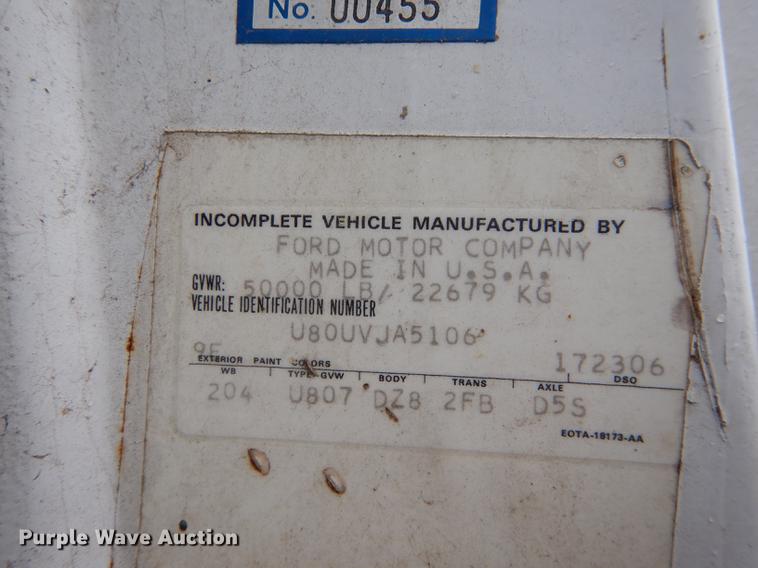 No. 00455
INCOMPLETE VEHICLE MANUFACTURED BY
FORD MOTOR COMPANY
MADE IN U.S.A.
GVWR: 50000 LB/ 22679 KG
VEHICLE IDENTIFICATION NUMBER
U80UVJA5106
9E 172306
EXTERIOR PAINT COLORS DSO
WB TYPE-GVW BODY TRANS AXLE
204 U807 DZ8 2FB D5S
EOTA-18173-AA
Purple Wave Auction